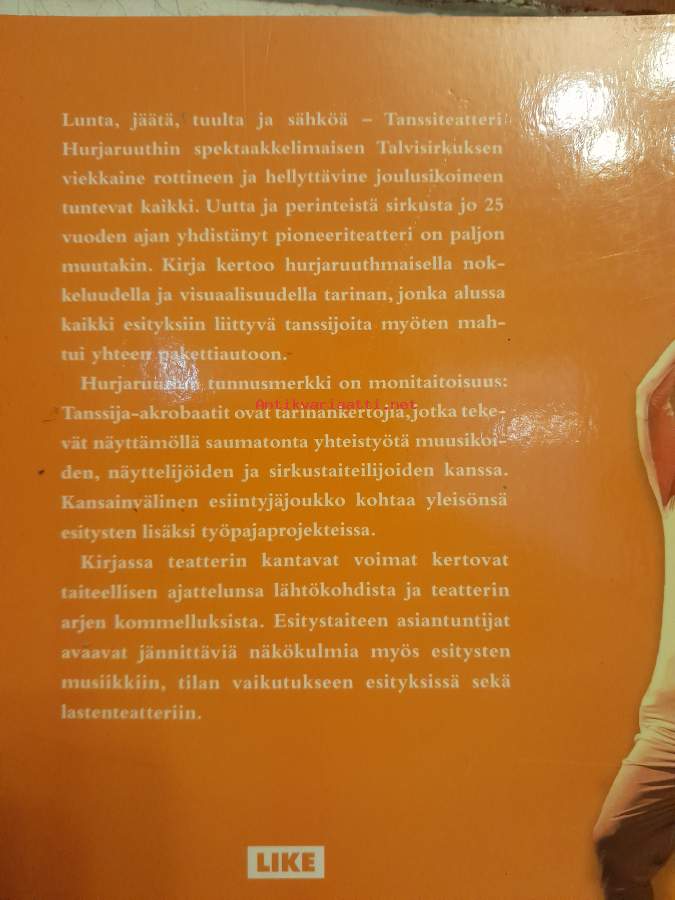 Lunta, jäätä, tuulta ja sähköä – Tanssiteatteri
Hurjaruuthin spektaakkelimaisen Talvisirkuksen
viekkaine rottineen ja hellyttävine joulusikoineen
tuntevat kaikki. Uutta ja perinteistä sirkusta jo 25
vuoden ajan yhdistänyt pioneeriteatteri on paljon
muutakin. Kirja kertoo hurjaruuthmaisella nok-
keluudella ja visuaalisuudella tarinan, jonka alussa
kaikki esityksiin liittyvä tanssijoita myöten mah-
tui yhteen pakettiautoon.
Hurjaruuthin tunnusmerkki on monitaitoisuus:
Antikvariaatti.net
Tanssija-akrobaatit ovat tarinankertojia, jotka teke-
vät näyttämöllä saumatonta yhteistyötä muusikoi-
den, näyttelijöiden ja sirkustaiteilijoiden kanssa.
Kansainvälinen esiintyjäjoukko kohtaa yleisönsä
esitysten lisäksi työpajaprojekteissa.
Kirjassa teatterin kantavat voimat kertovat
taiteellisen ajattelunsa lähtökohdista ja teatterin
arjen kommelluksista. Esitystaiteen asiantuntijat
avaavat jännittäviä näkökulmia myös esitysten
musiikkiin, tilan vaikutukseen esityksissä sekä
lastenteatteriin.
LIKE